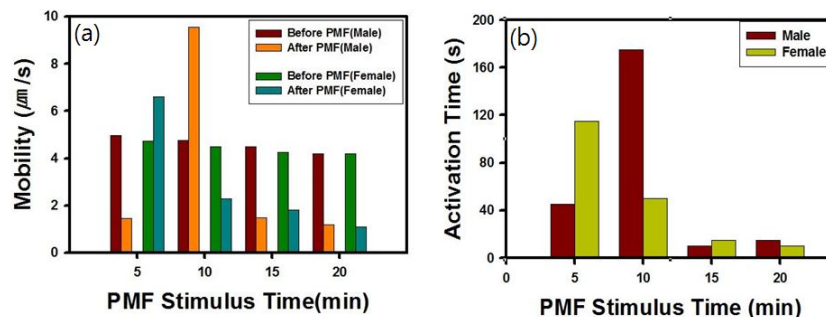 (a)
Before PMF(Male)
After PMF(Male)
Before PMF(Female)
After PMF(Female)
10
8
6
4
2
0
Mobility (㎛/s)
5 10 15 20
PMF Stimulus Time(min)
(b)
Male
Female
200
160
120
80
40
0
Activation Time (s)
0 5 10 15 20
PMF Stimulus Time (min)